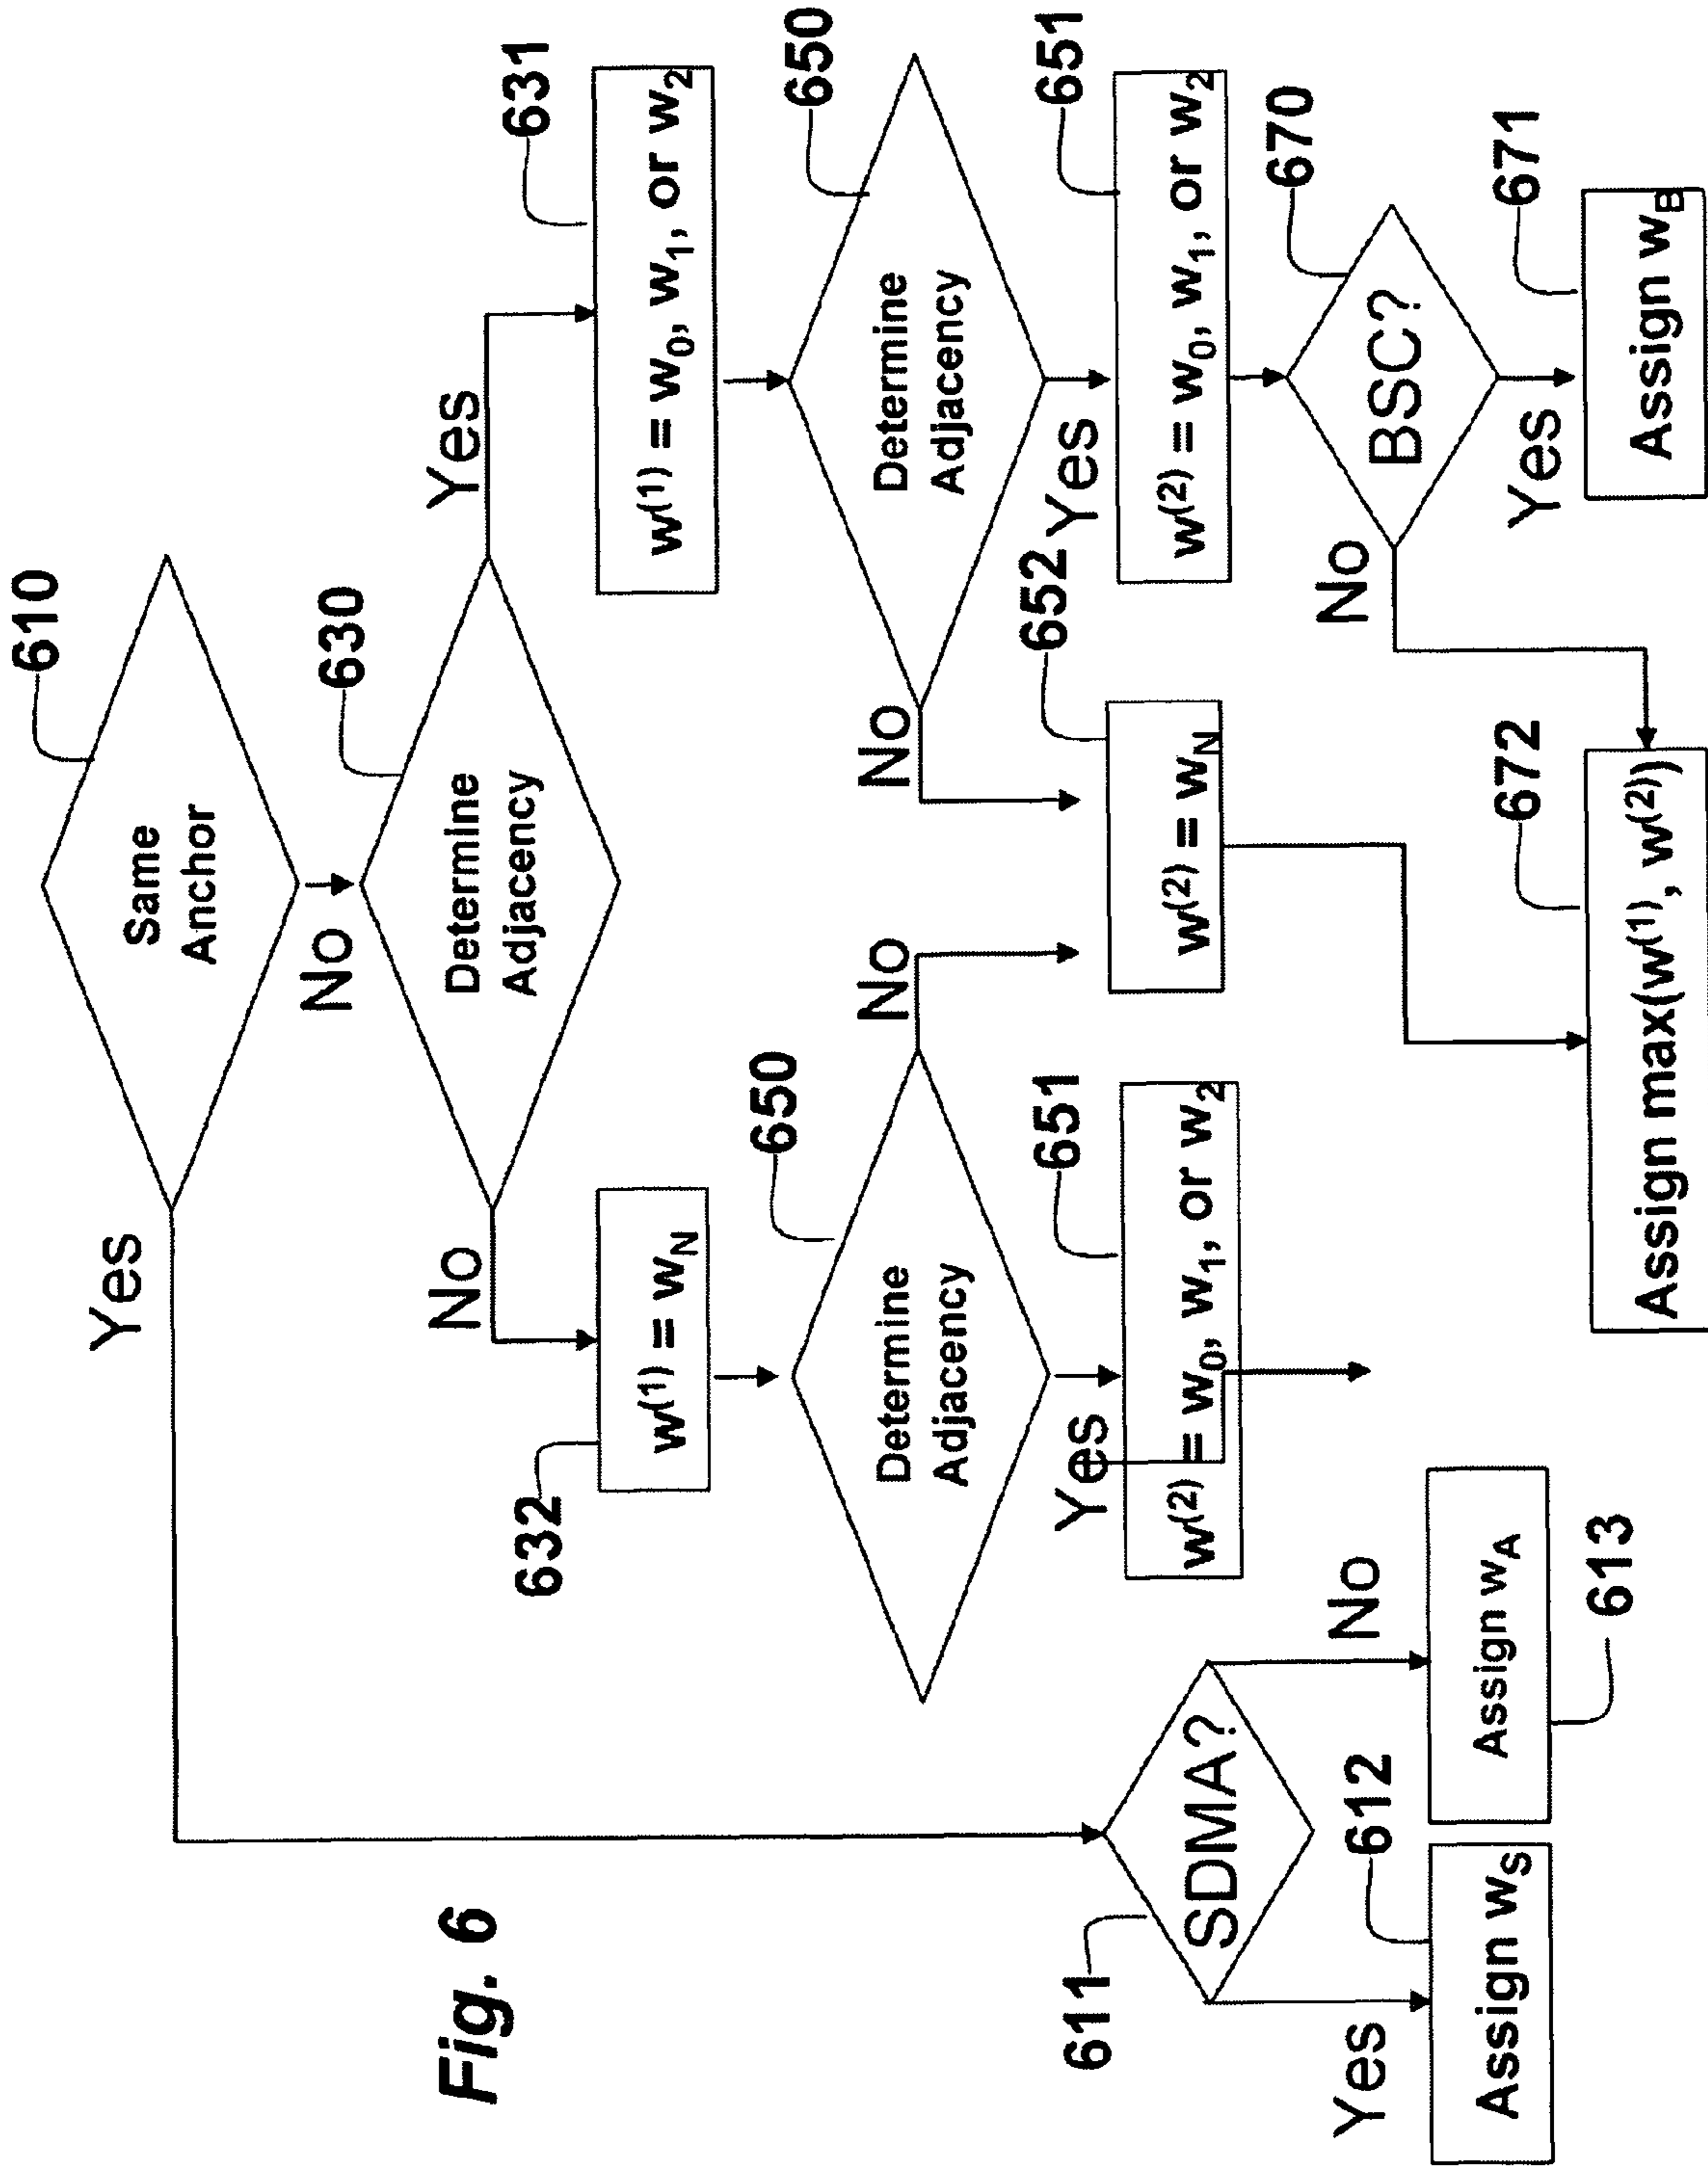 Fig. 6
610
Same
Anchor
Yes
No
630
Determine
Adjacency
No
Yes
632
w(1) = wN
631
w(1) = w0, w1, or w2
650
Determine
Adjacency
650
Determine
Adjacency
Yes
No
No
652
Yes
651
w(2) = w0, w1, or w2
w(2) = wN
651
w(2) = w0, w1, or w2
611
SDMA?
670
BSC?
Yes
612
No
No
Yes
Assign wS
Assign wA
613
672
Assign max(w(1), w(2))
671
Assign wB